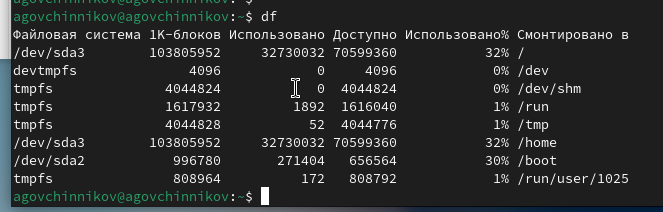 agovchinnikov@agovchinnikov:~$ df
Файловая система 1K-блоков Использовано Доступно Использовано% Смонтировано в
/dev/sda3 103805952 32730032 70599360 32% /
devtmpfs 4096 0 4096 0% /dev
tmpfs 4044824 0 4044824 0% /dev/shm
tmpfs 1617932 1892 1616040 1% /run
tmpfs 4044828 52 4044776 1% /tmp
/dev/sda3 103805952 32730032 70599360 32% /home
/dev/sda2 996780 271404 656564 30% /boot
tmpfs 808964 172 808792 1% /run/user/1025
agovchinnikov@agovchinnikov:~$